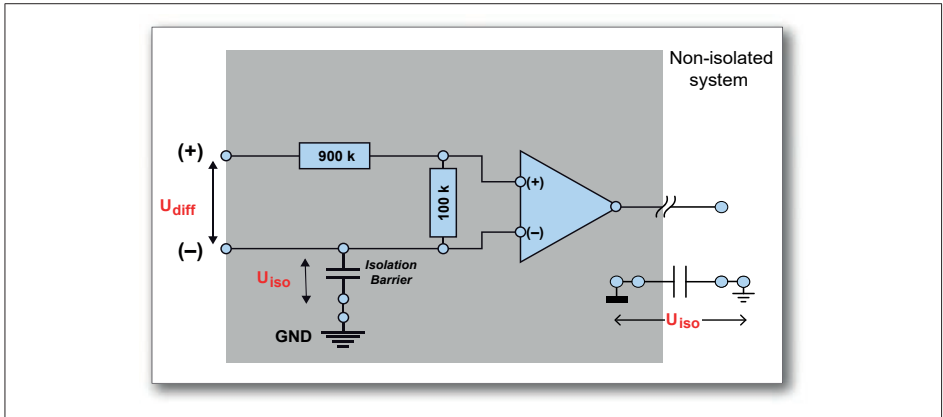 Non-isolated
system
(+)
900 k
100 k
(+)
(–)
Udiff
(–)
Uiso
Isolation
Barrier
GND
Uiso